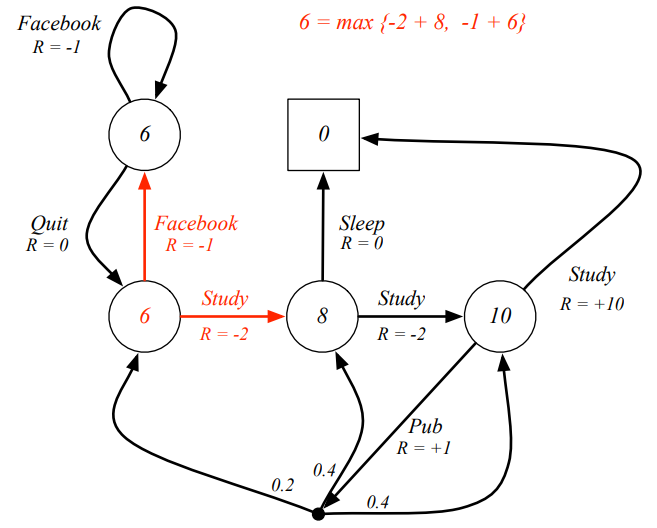 Facebook
R = -1
6 = max {-2 + 8, -1 + 6}
6
0
Quit
R = 0
Facebook
R = -1
Sleep
R = 0
Study
R = +10
6
Study
R = -2
8
Study
R = -2
10
Pub
R = +1
0.2
0.4
0.4